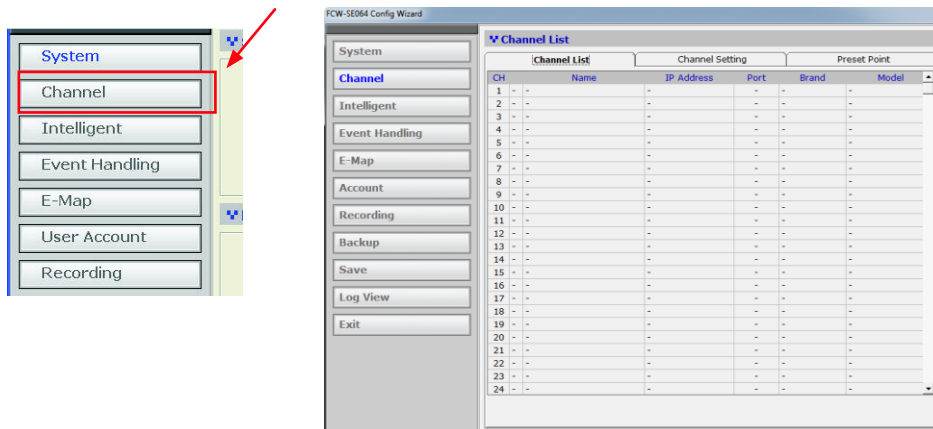 System
Channel
Intelligent
Event Handling
E-Map
User Account
Recording
FCW-SE064 Config Wizard
System
Channel
Intelligent
Event Handling
E-Map
Account
Recording
Backup
Save
Log View
Exit
Channel List
Channel List Channel Setting Preset Point
CH Name IP Address Port Brand Model
1 - - - - - -
2 - - - - - -
3 - - - - - -
4 - - - - - -
5 - - - - - -
6 - - - - - -
7 - - - - - -
8 - - - - - -
9 - - - - - -
10 - - - - - -
11 - - - - - -
12 - - - - - -
13 - - - - - -
14 - - - - - -
15 - - - - - -
16 - - - - - -
17 - - - - - -
18 - - - - - -
19 - - - - - -
20 - - - - - -
21 - - - - - -
22 - - - - - -
23 - - - - - -
24 - - - - - -